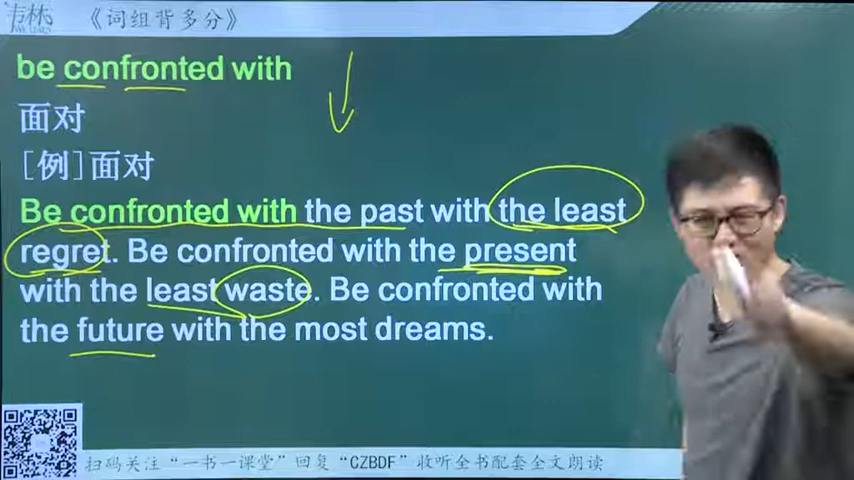 韦林
《词组背多分》
be confronted with
面对
[例]面对
Be confronted with the past with the least
regret. Be confronted with the present
with the least waste. Be confronted with
the future with the most dreams.
扫码关注“一书一课堂”回复“CZBDF”收听全书配套全文朗读